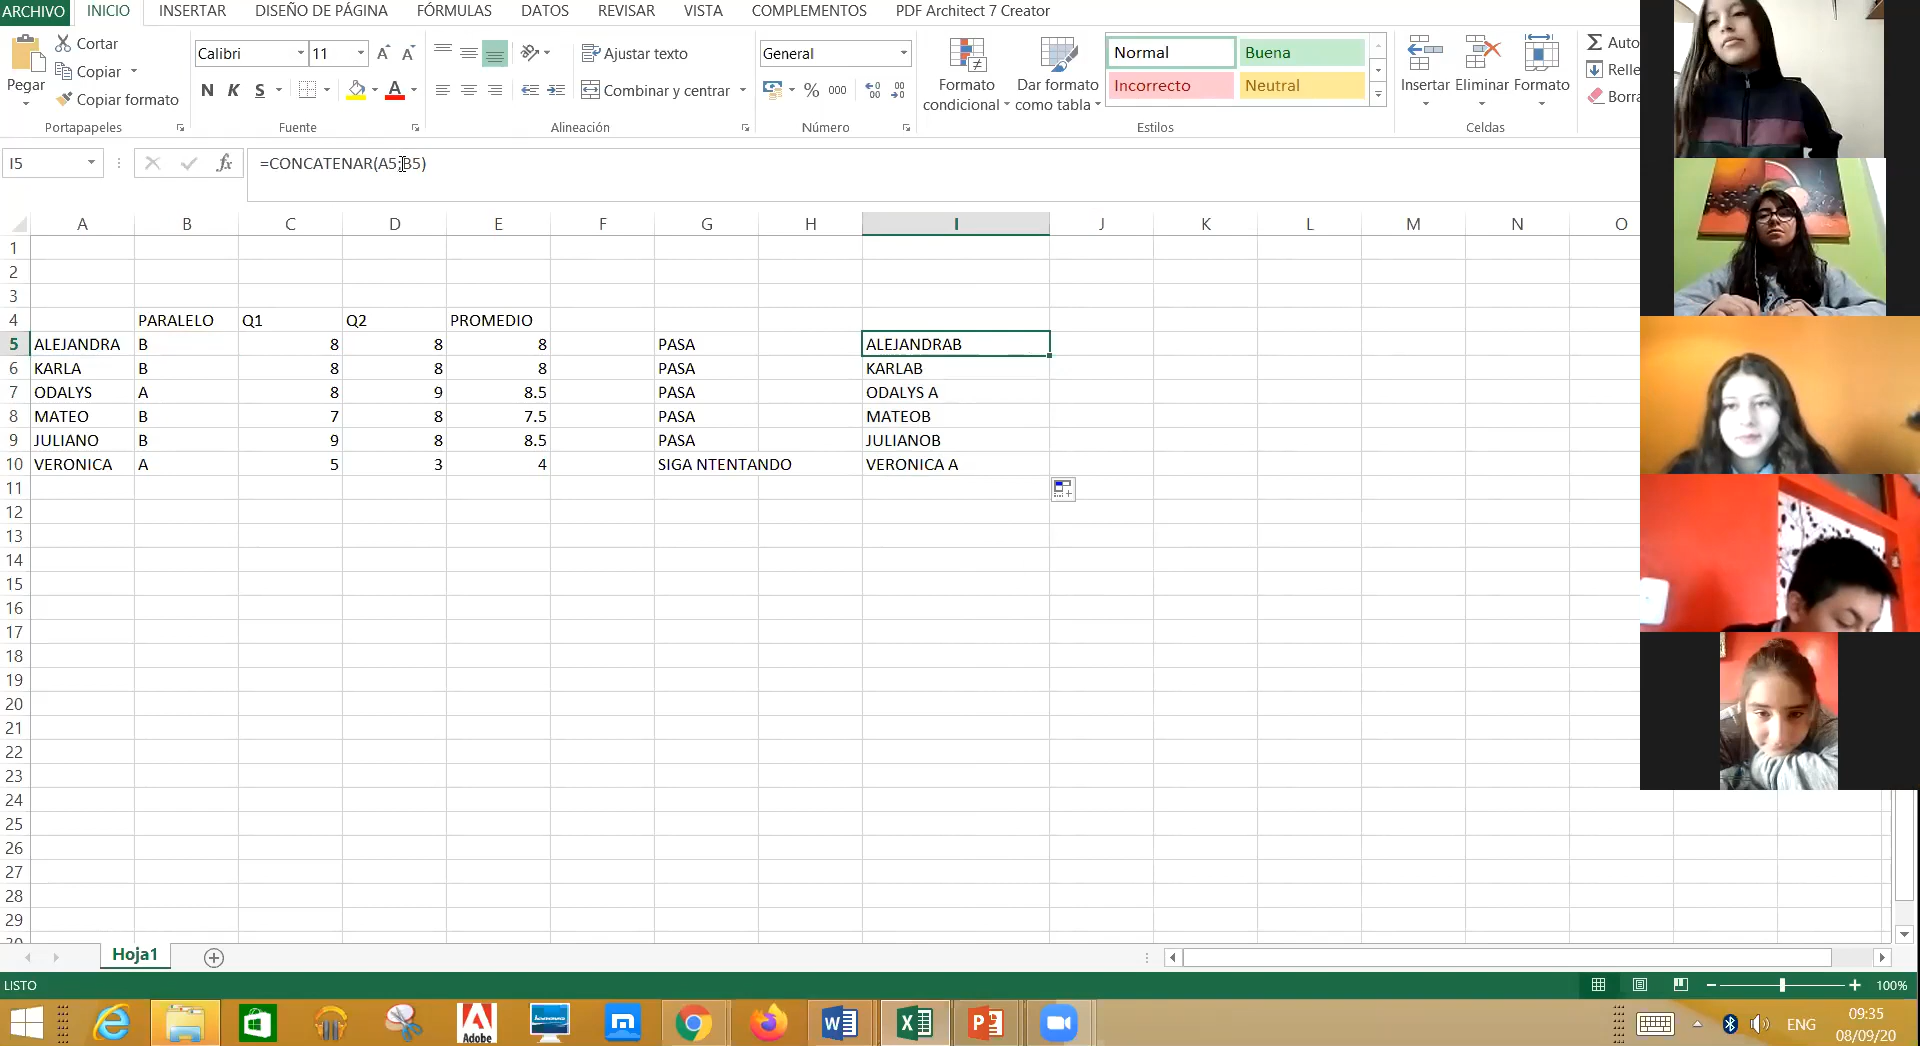 ARCHIVO INICIO INSERTAR DISEÑO DE PÁGINA FÓRMULAS DATOS REVISAR VISTA COMPLEMENTOS PDF Architect 7 Creator
Pegar
Cortar
Copiar
Copiar formato
Portapapeles
Calibri 11
N K S A
Fuente
Ajustar texto
Combinar y centrar
Alineación
General
% 000
Número
Formato condicional
Dar formato como tabla
Normal Buena
Incorrecto Neutral
Estilos
Insertar Eliminar Formato
Celdas
Auto
Relle
Borra
I5 fx =CONCATENAR(A5;B5)
A B C D E F G H I J K L M N O
1
2
3
4 PARALELO Q1 Q2 PROMEDIO
5 ALEJANDRA B 8 8 8 PASA ALEJANDRAB
6 KARLA B 8 8 8 PASA KARLAB
7 ODALYS A 8 9 8.5 PASA ODALYS A
8 MATEO B 7 8 7.5 PASA MATEOB
9 JULIANO B 9 8 8.5 PASA JULIANOB
10 VERONICA A 5 3 4 SIGA NTENTANDO VERONICA A
11
12
13
14
15
16
17
18
19
20
21
22
23
24
25
26
27
28
29
30
Hoja1
LISTO 100%
Adobe lenovo ENG 09:35
08/09/20